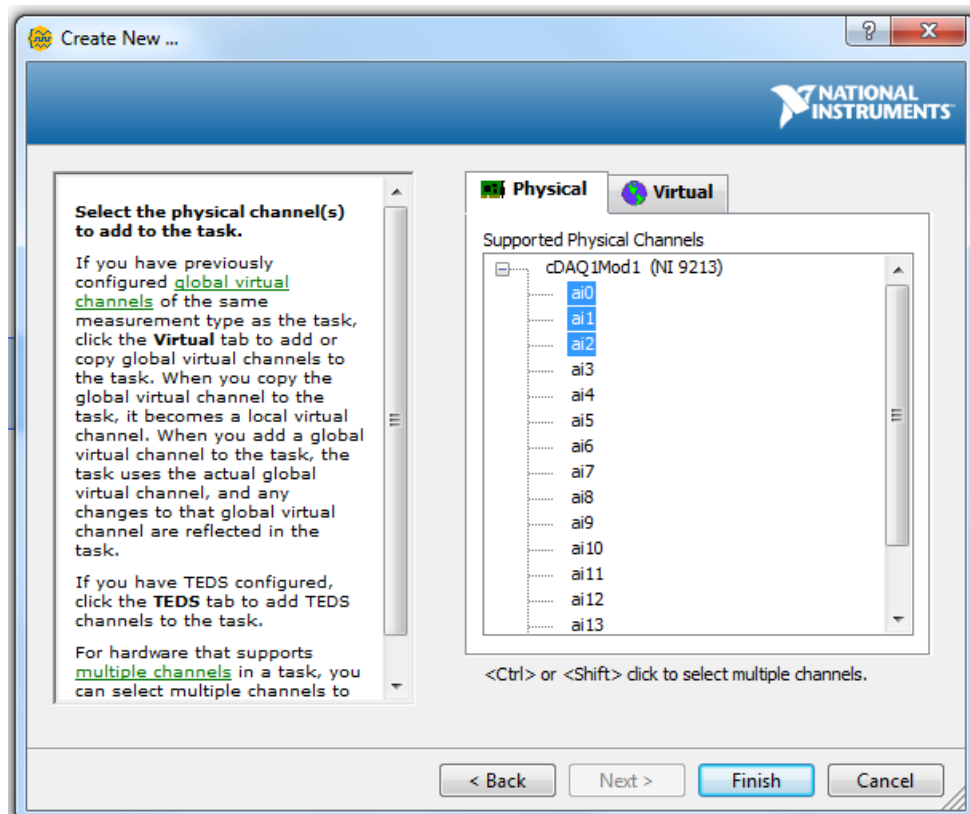 Create New ...
NATIONAL
INSTRUMENTS
Select the physical channel(s)
to add to the task.
If you have previously
configured global virtual
channels of the same
measurement type as the task,
click the Virtual tab to add or
copy global virtual channels to
the task. When you copy the
global virtual channel to the
task, it becomes a local virtual
channel. When you add a global
virtual channel to the task, the
task uses the actual global
virtual channel, and any
changes to that global virtual
channel are reflected in the
task.
If you have TEDS configured,
click the TEDS tab to add TEDS
channels to the task.
For hardware that supports
multiple channels in a task, you
can select multiple channels to
Physical
Virtual
Supported Physical Channels
cDAQ1Mod1 (NI 9213)
ai0
ai1
ai2
ai3
ai4
ai5
ai6
ai7
ai8
ai9
ai10
ai11
ai12
ai13
<Ctrl> or <Shift> click to select multiple channels.
< Back
Next >
Finish
Cancel